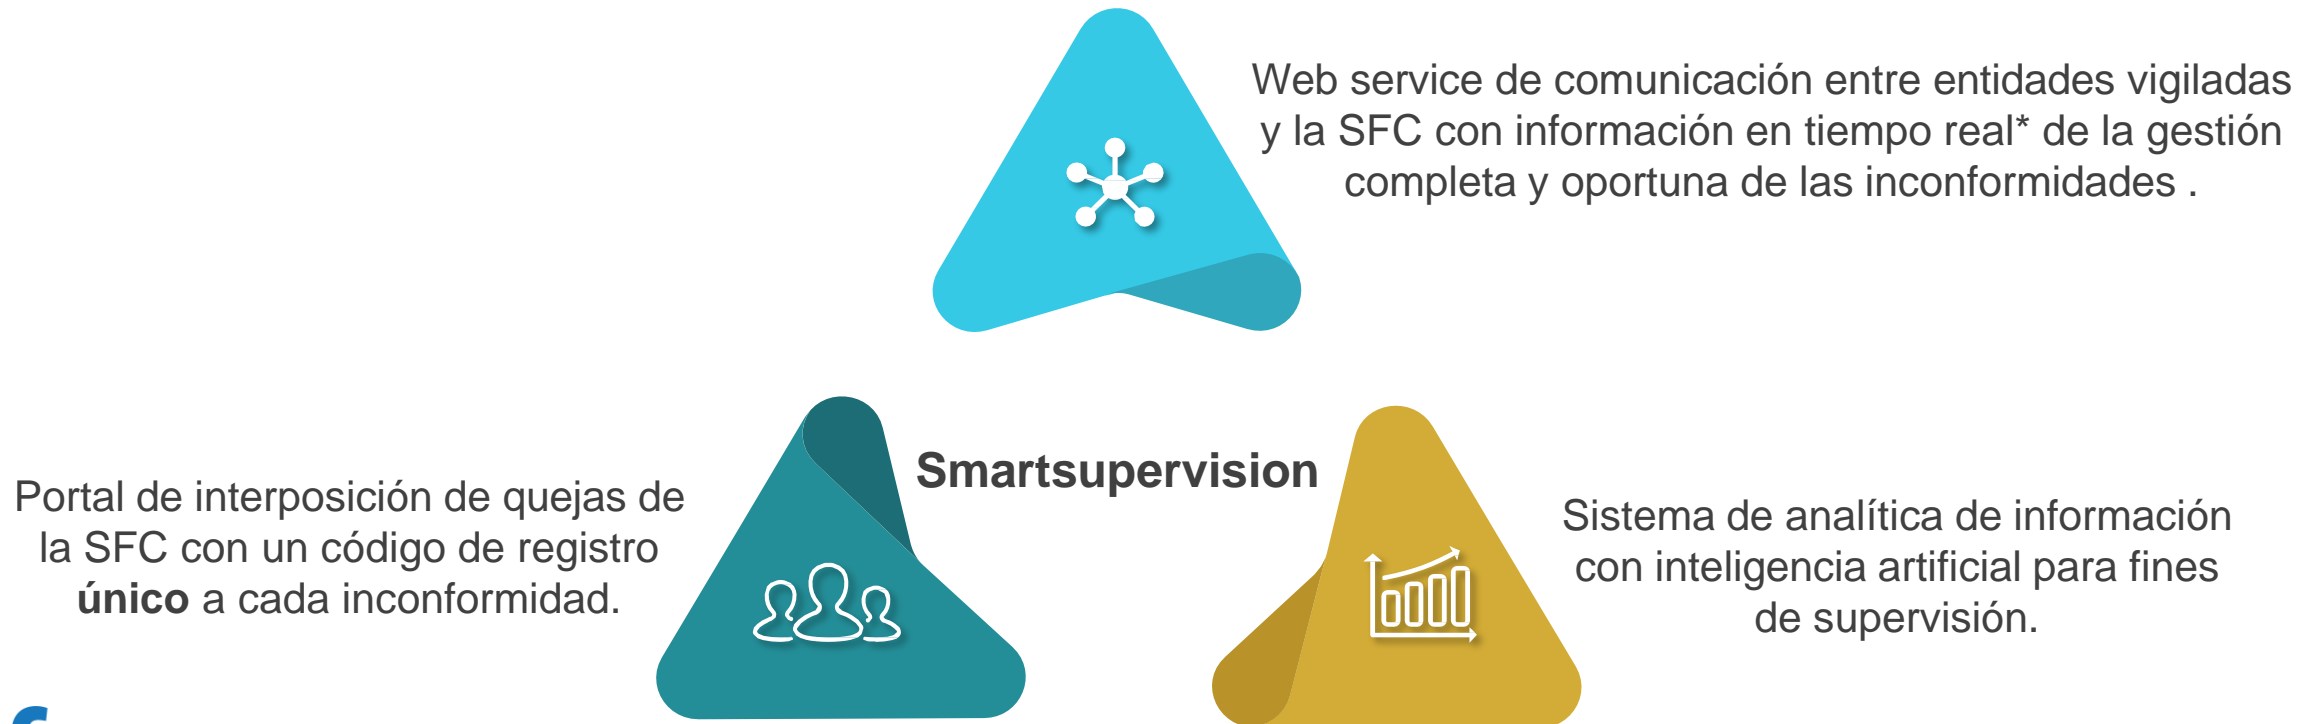 Web service de comunicación entre entidades vigiladas
y la SFC con información en tiempo real* de la gestión
completa y oportuna de las inconformidades .
Smartsupervision
Portal de interposición de quejas de
la SFC con un código de registro
único a cada inconformidad.
Sistema de analítica de información
con inteligencia artificial para fines
de supervisión.